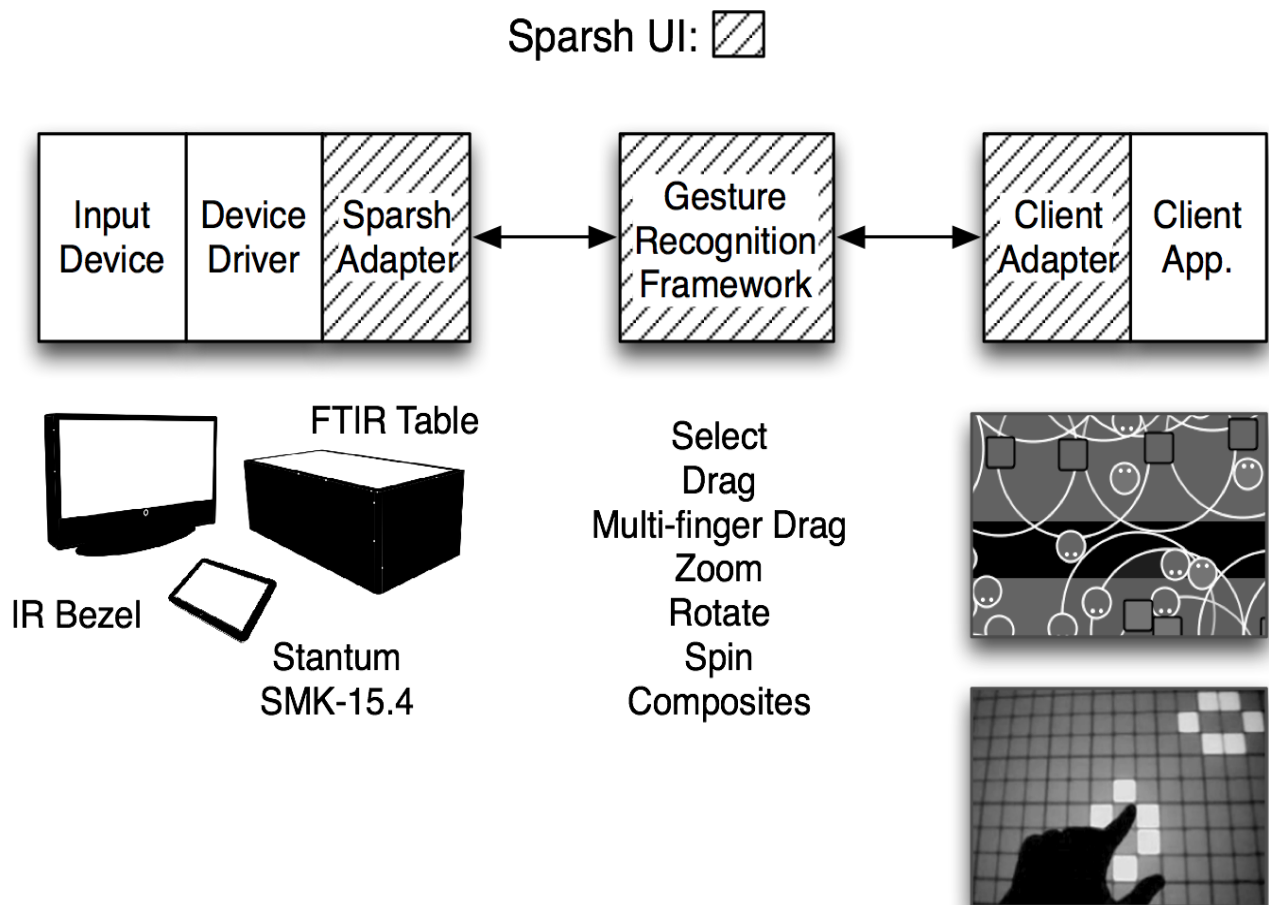 Sparsh UI:
Input
Device
Device
Driver
Sparsh
Adapter
Gesture
Recognition
Framework
Client
Adapter
Client
App.
FTIR Table
IR Bezel
Stantum
SMK-15.4
Select
Drag
Multi-finger Drag
Zoom
Rotate
Spin
Composites